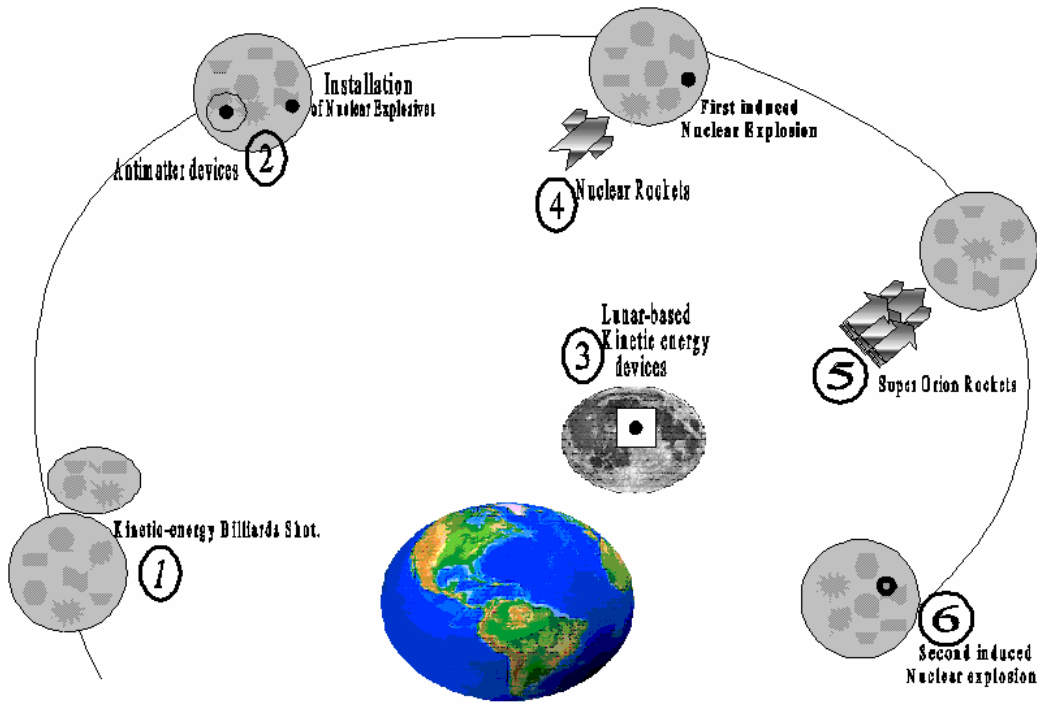 Installation
of Nuclear Explosives
Antimatter devices
2
First induced
Nuclear Explosion
4
Nuclear Rockets
Lunar-based
Kinetic energy
devices
3
5
Super Orion Rockets
Kinetic-energy Billiards Shot.
1
6
Second induced
Nuclear explosion